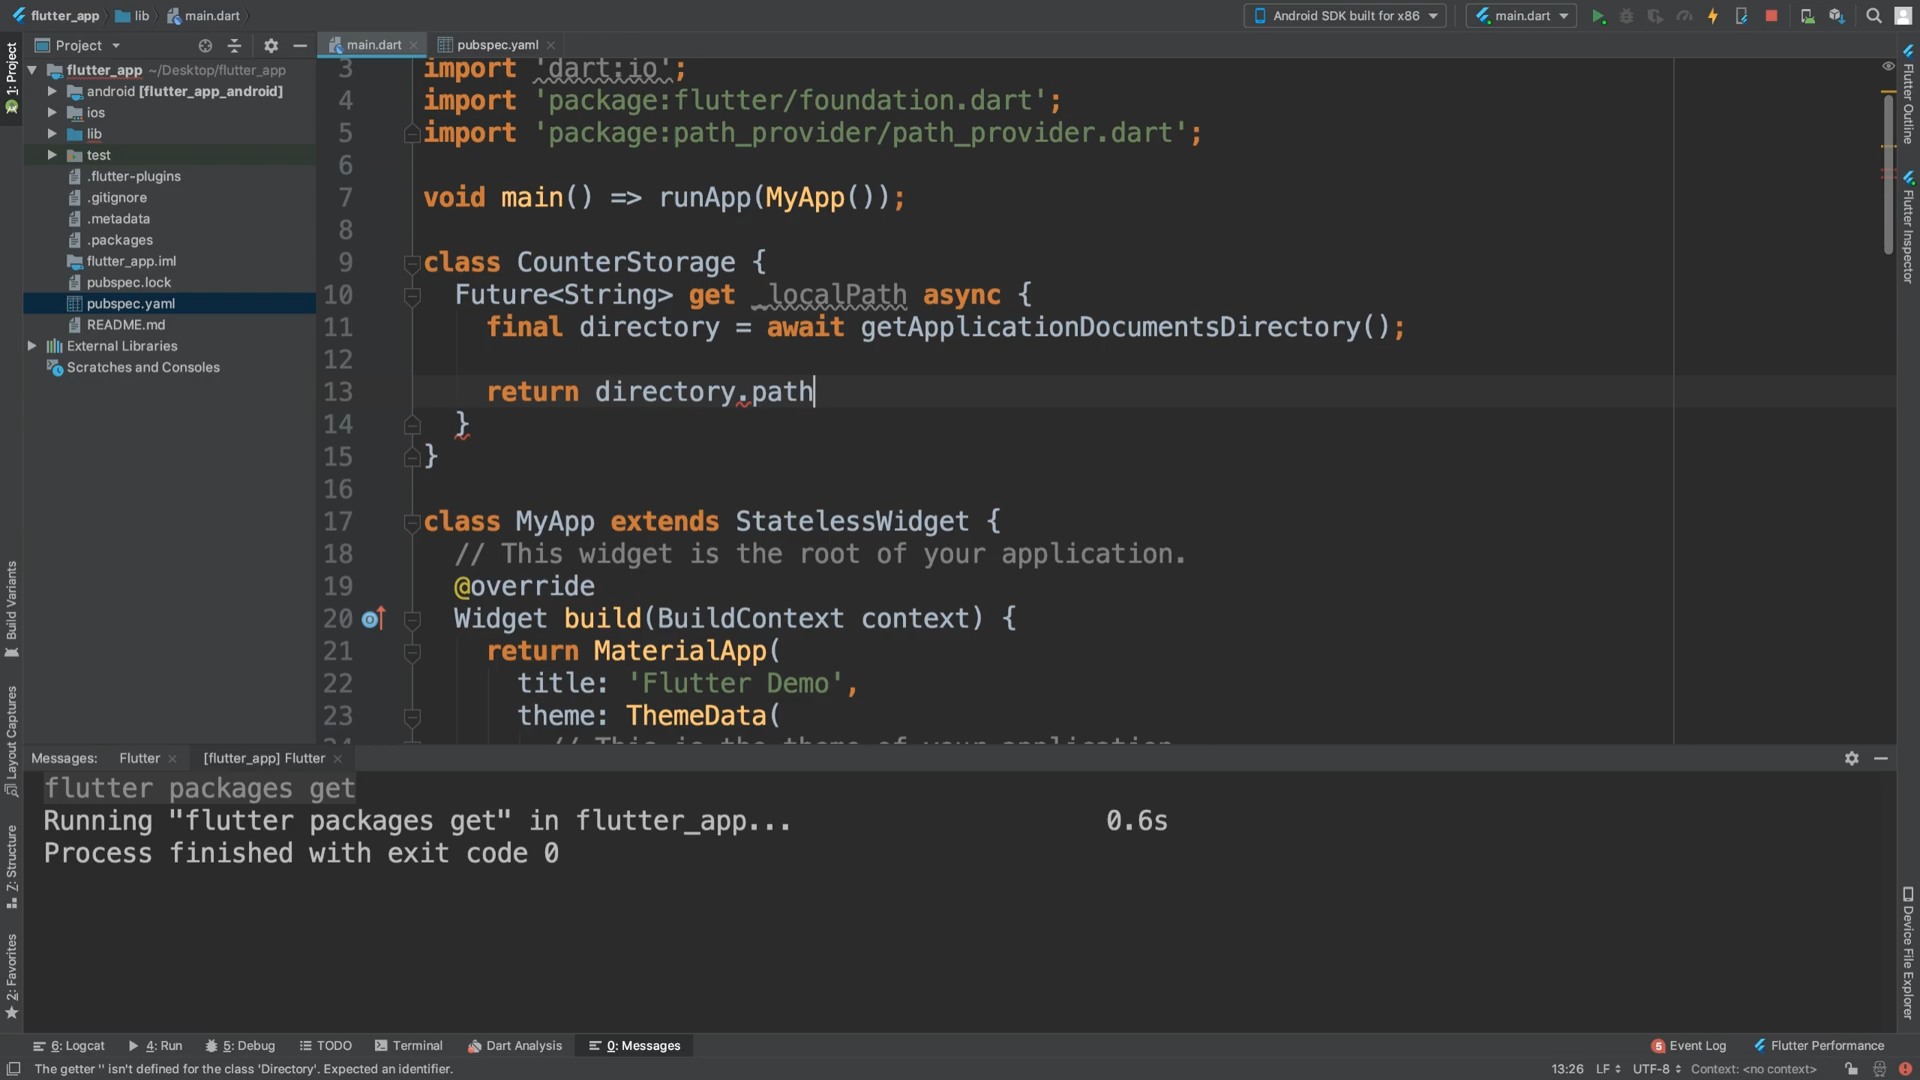 flutter_app
lib
main.dart
Android SDK built for x86
main.dart
1: Project
Project
main.dart
pubspec.yaml
flutter_app ~/Desktop/flutter_app
android [flutter_app_android]
ios
lib
test
.flutter-plugins
.gitignore
.metadata
.packages
flutter_app.iml
pubspec.lock
pubspec.yaml
README.md
External Libraries
Scratches and Consoles
3 import 'dart:io';
4 import 'package:flutter/foundation.dart';
5 import 'package:path_provider/path_provider.dart';
6
7 void main() => runApp(MyApp());
8
9 class CounterStorage {
10 Future<String> get _localPath async {
11 final directory = await getApplicationDocumentsDirectory();
12
13 return directory.path
14 }
15 }
16
17 class MyApp extends StatelessWidget {
18 // This widget is the root of your application.
19 @override
20 Widget build(BuildContext context) {
21 return MaterialApp(
22 title: 'Flutter Demo',
23 theme: ThemeData(
24 // This is the theme of your application
Flutter Outline
Flutter Inspector
Device File Explorer
Build Variants
Layout Captures
7: Structure
2: Favorites
Messages: Flutter [flutter_app] Flutter
flutter packages get
Running "flutter packages get" in flutter_app... 0.6s
Process finished with exit code 0
6: Logcat 4: Run 5: Debug TODO Terminal Dart Analysis 0: Messages 5 Event Log Flutter Performance
The getter '' isn't defined for the class 'Directory'. Expected an identifier. 13:26 LF UTF-8 Context: <no context>